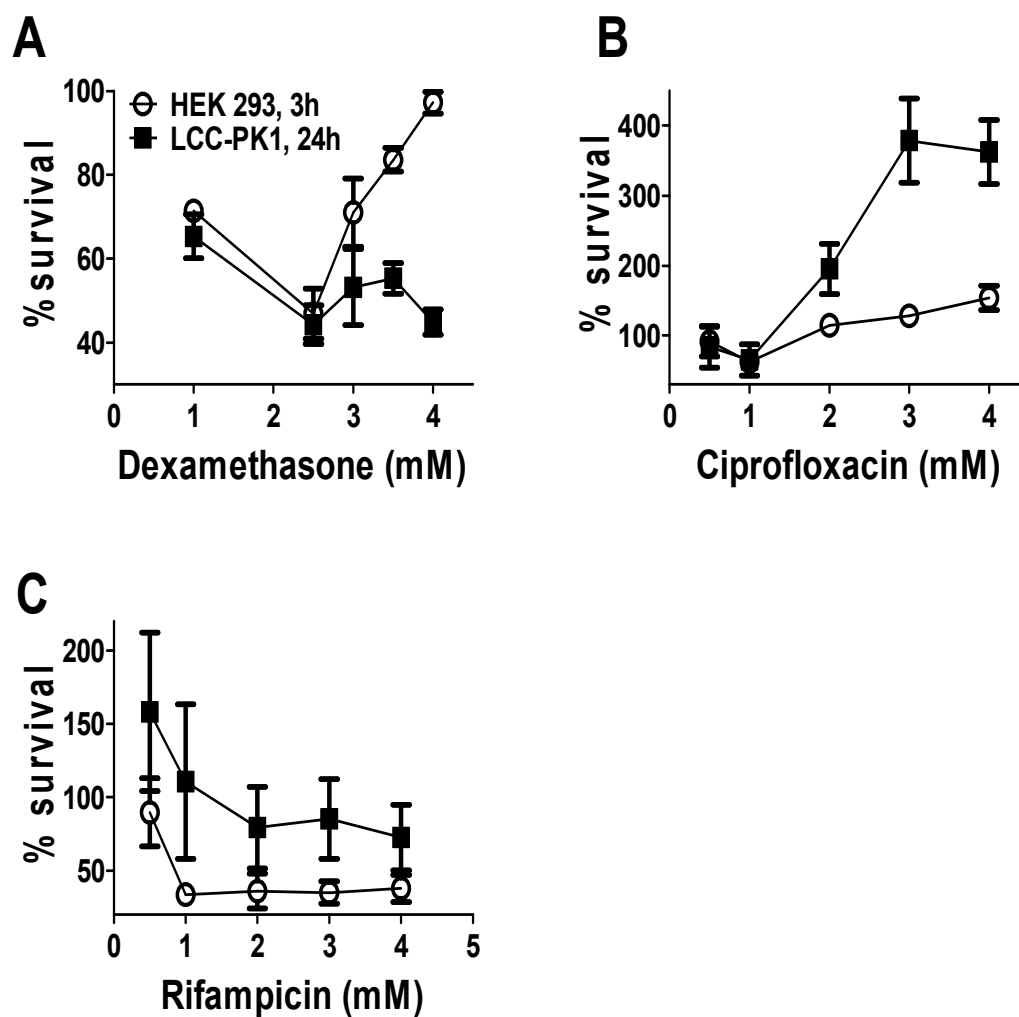 A
% survival
100
80
60
40
HEK 293, 3h
LCC-PK1, 24h
0 1 2 3 4
Dexamethasone (mM)
B
% survival
400
300
200
100
0 1 2 3 4
Ciprofloxacin (mM)
C
% survival
200
150
100
50
0 1 2 3 4 5
Rifampicin (mM)